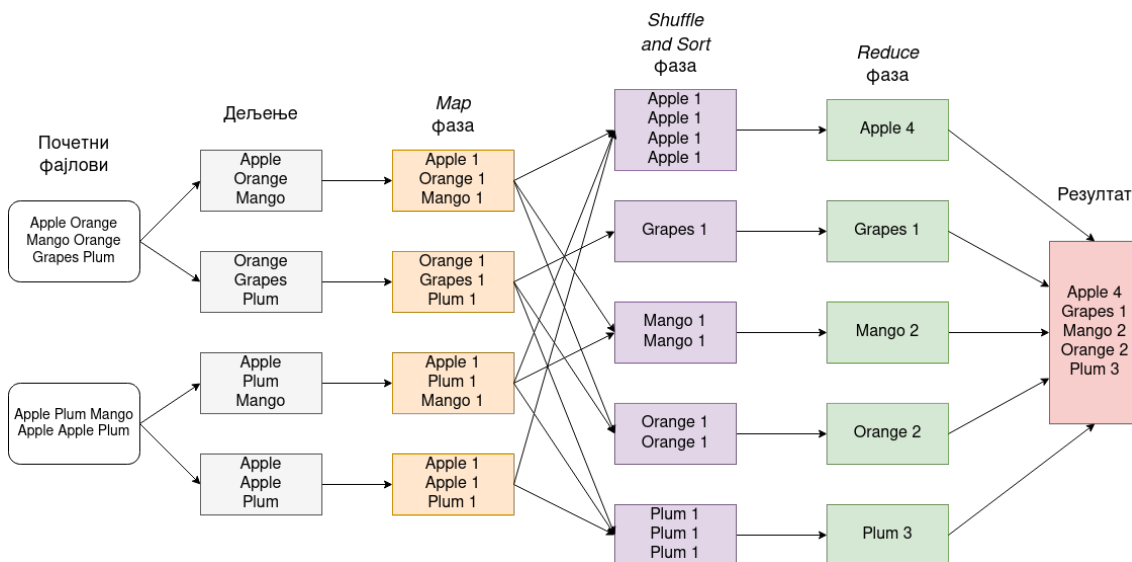 Почетни
фајлови
Apple Orange
Mango Orange
Grapes Plum
Apple Plum Mango
Apple Apple Plum
Дељење
Apple
Orange
Mango
Orange
Grapes
Plum
Apple
Plum
Mango
Apple
Apple
Plum
Map
фаза
Apple 1
Orange 1
Mango 1
Orange 1
Grapes 1
Plum 1
Apple 1
Plum 1
Mango 1
Apple 1
Apple 1
Plum 1
Shuffle
and Sort
фаза
Apple 1
Apple 1
Apple 1
Apple 1
Grapes 1
Mango 1
Mango 1
Orange 1
Orange 1
Plum 1
Plum 1
Plum 1
Reduce
фаза
Apple 4
Grapes 1
Mango 2
Orange 2
Plum 3
Резултат
Apple 4
Grapes 1
Mango 2
Orange 2
Plum 3